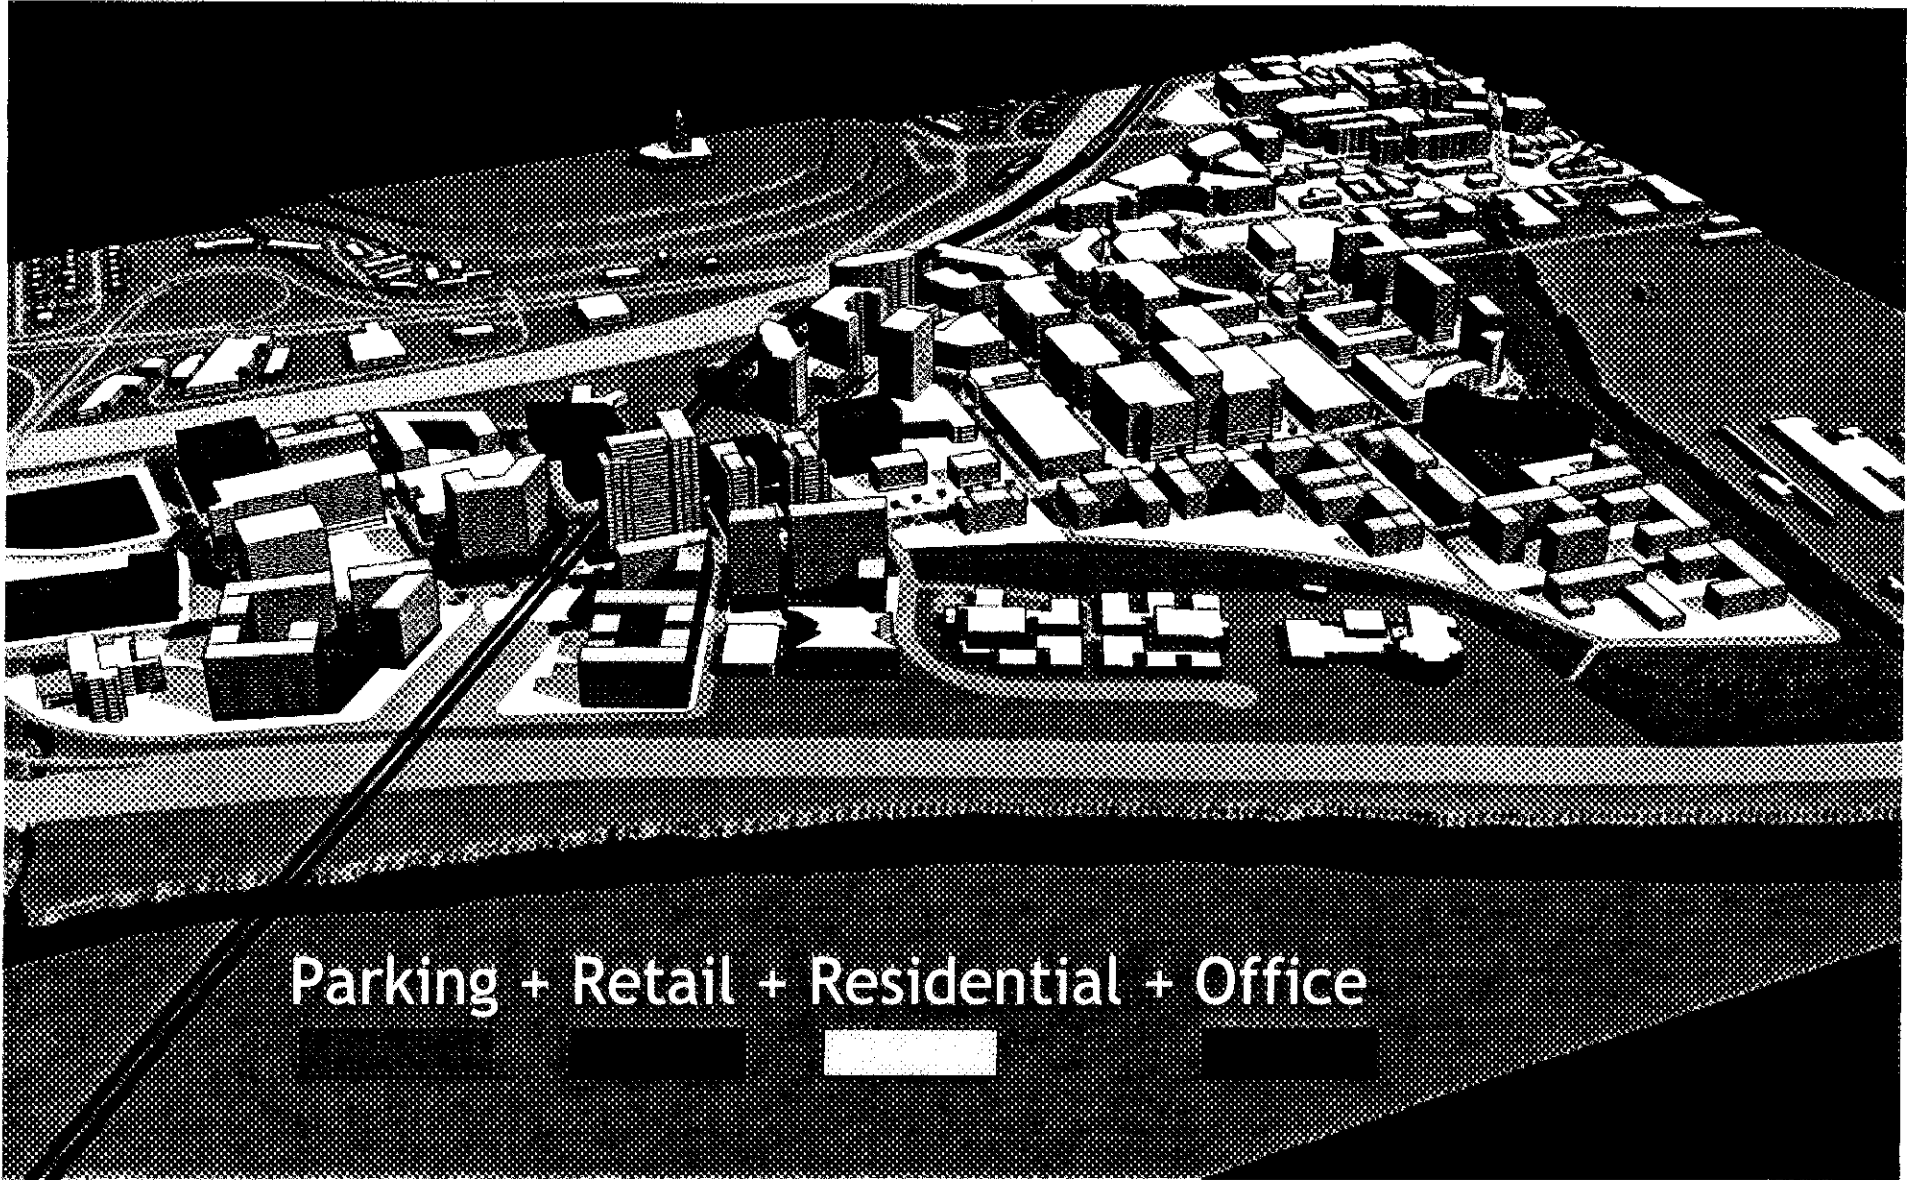 Parking + Retail + Residential + Office